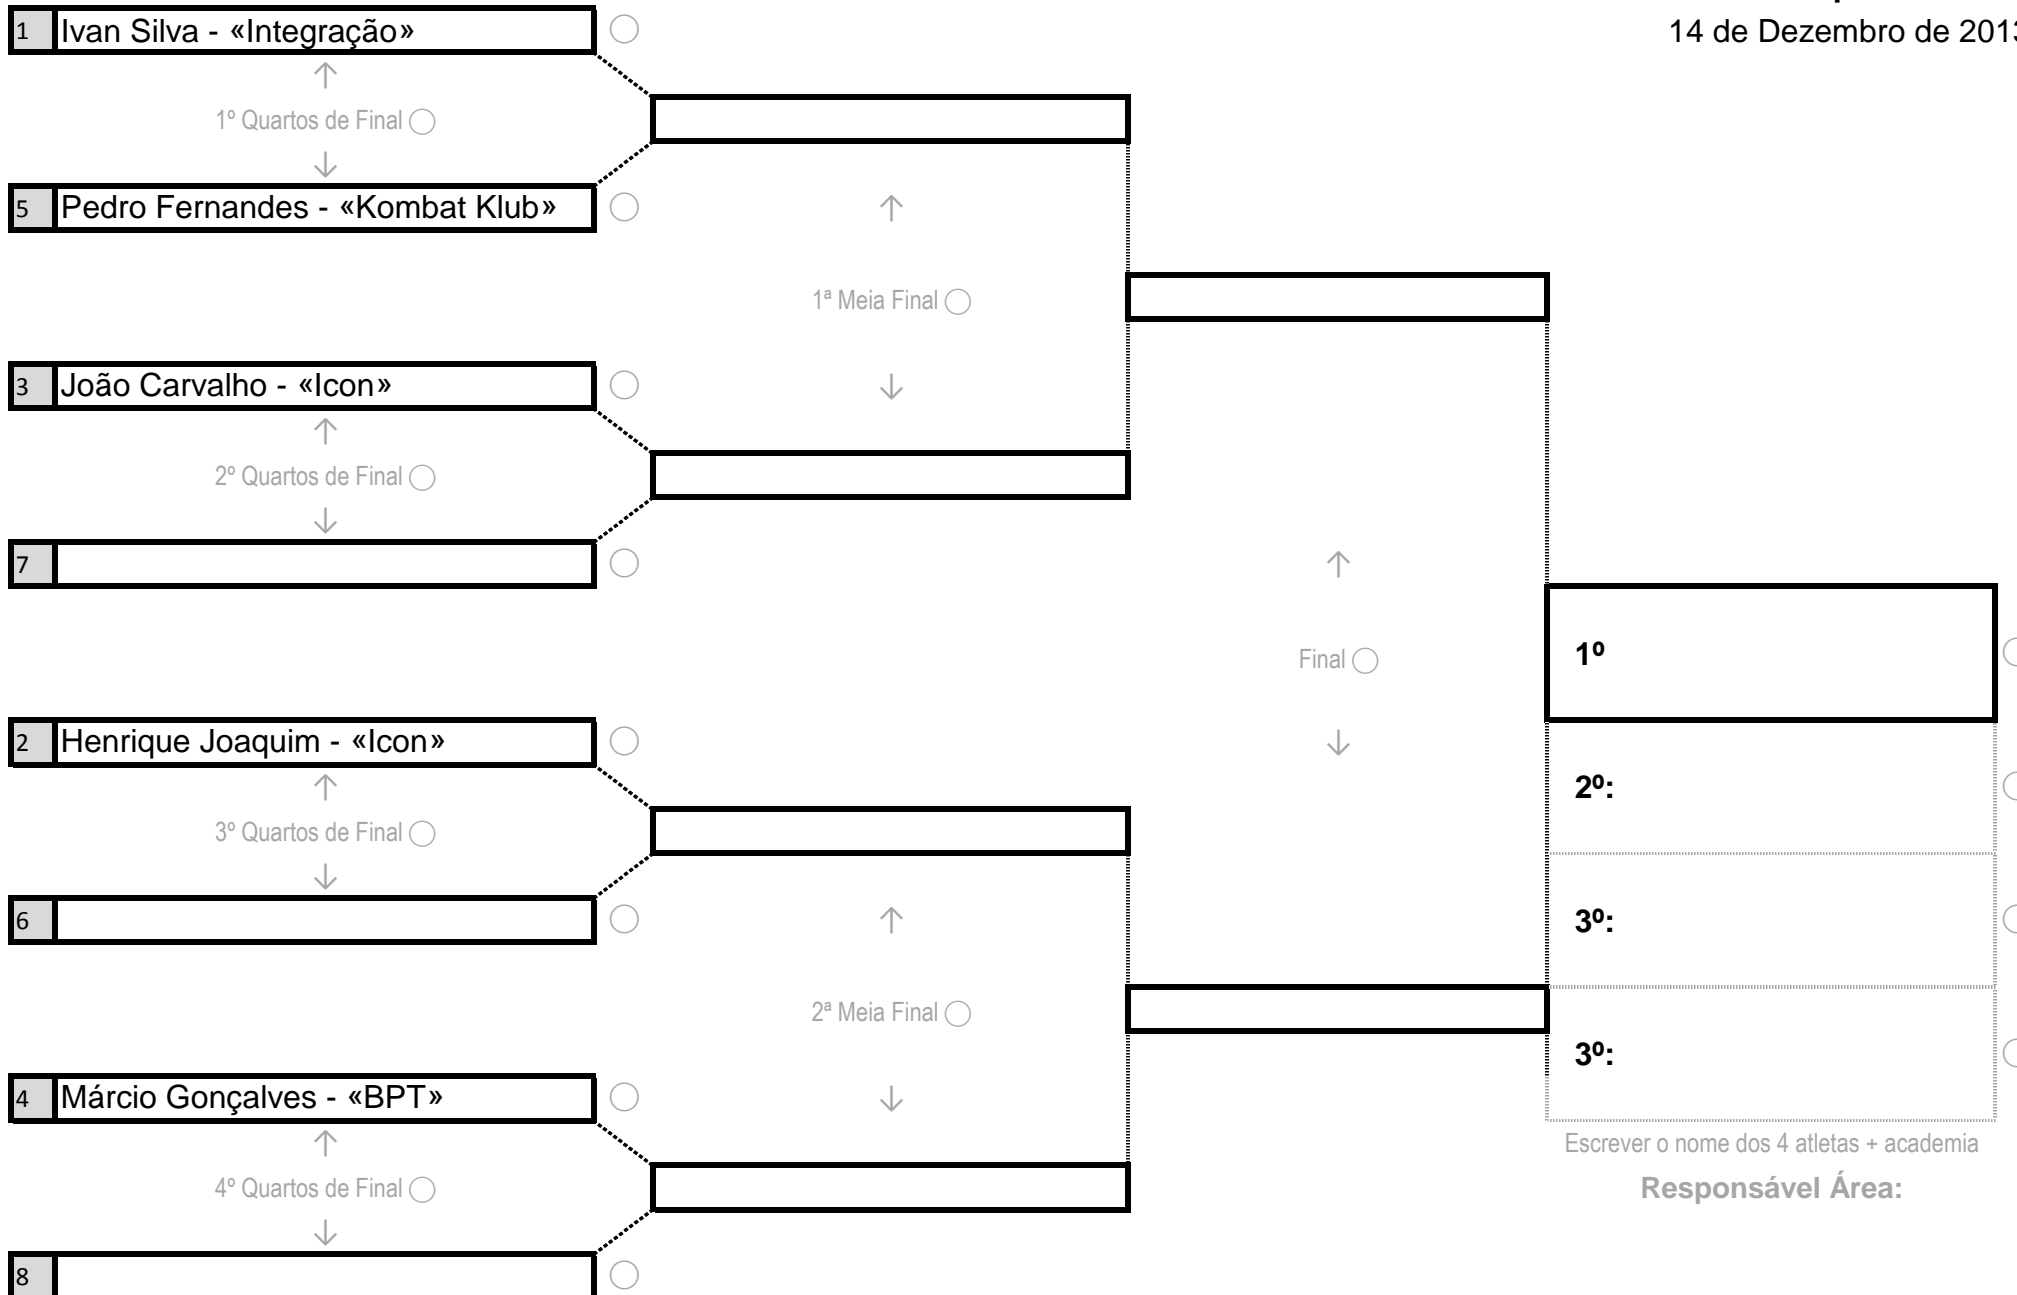 14 de Dezembro de 2013
1 Ivan Silva - «Integração»
1º Quartos de Final
5 Pedro Fernandes - «Kombat Klub»
1ª Meia Final
3 João Carvalho - «Icon»
2º Quartos de Final
7
Final
1º
2 Henrique Joaquim - «Icon»
2º:
3º Quartos de Final
6
3º:
2ª Meia Final
3º:
4 Márcio Gonçalves - «BPT»
Escrever o nome dos 4 atletas + academia
4º Quartos de Final
Responsável Área:
8